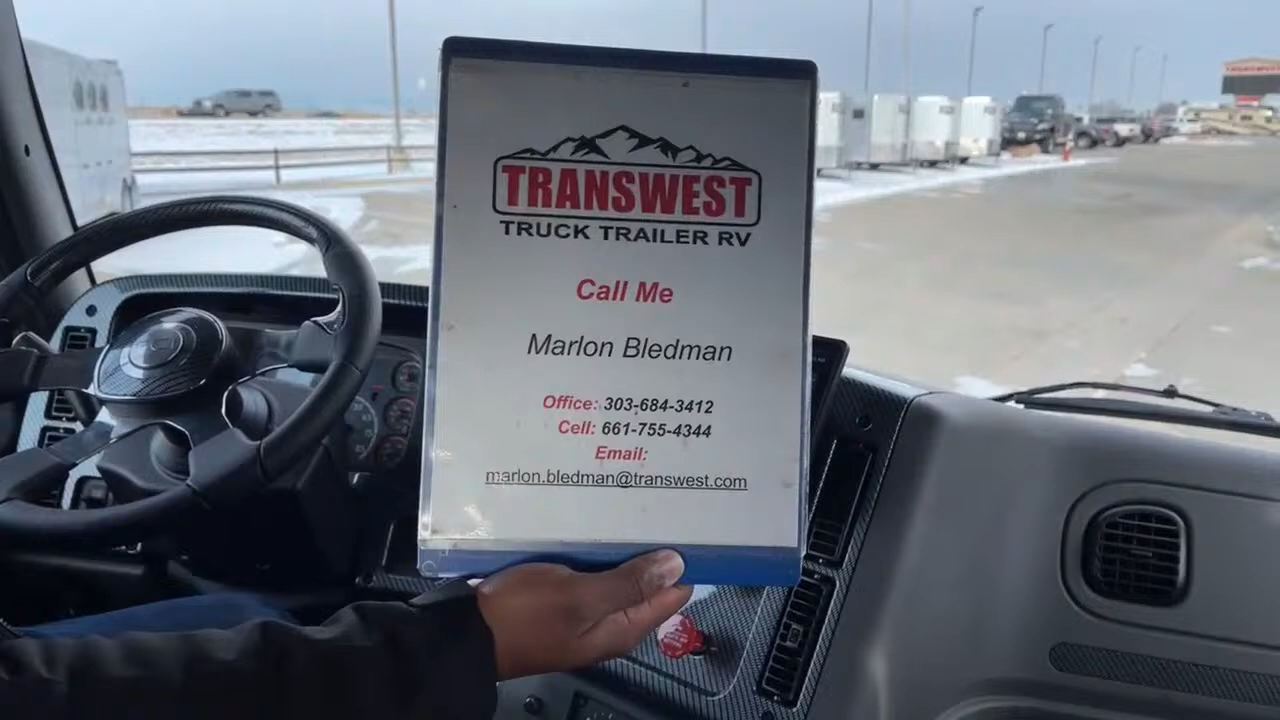 TRANSWEST
TRUCK TRAILER RV
Call Me
Marlon Bledman
Office: 303-684-3412
Cell: 661-755-4344
Email:
marlon.bledman@transwest.com
TRANSWEST